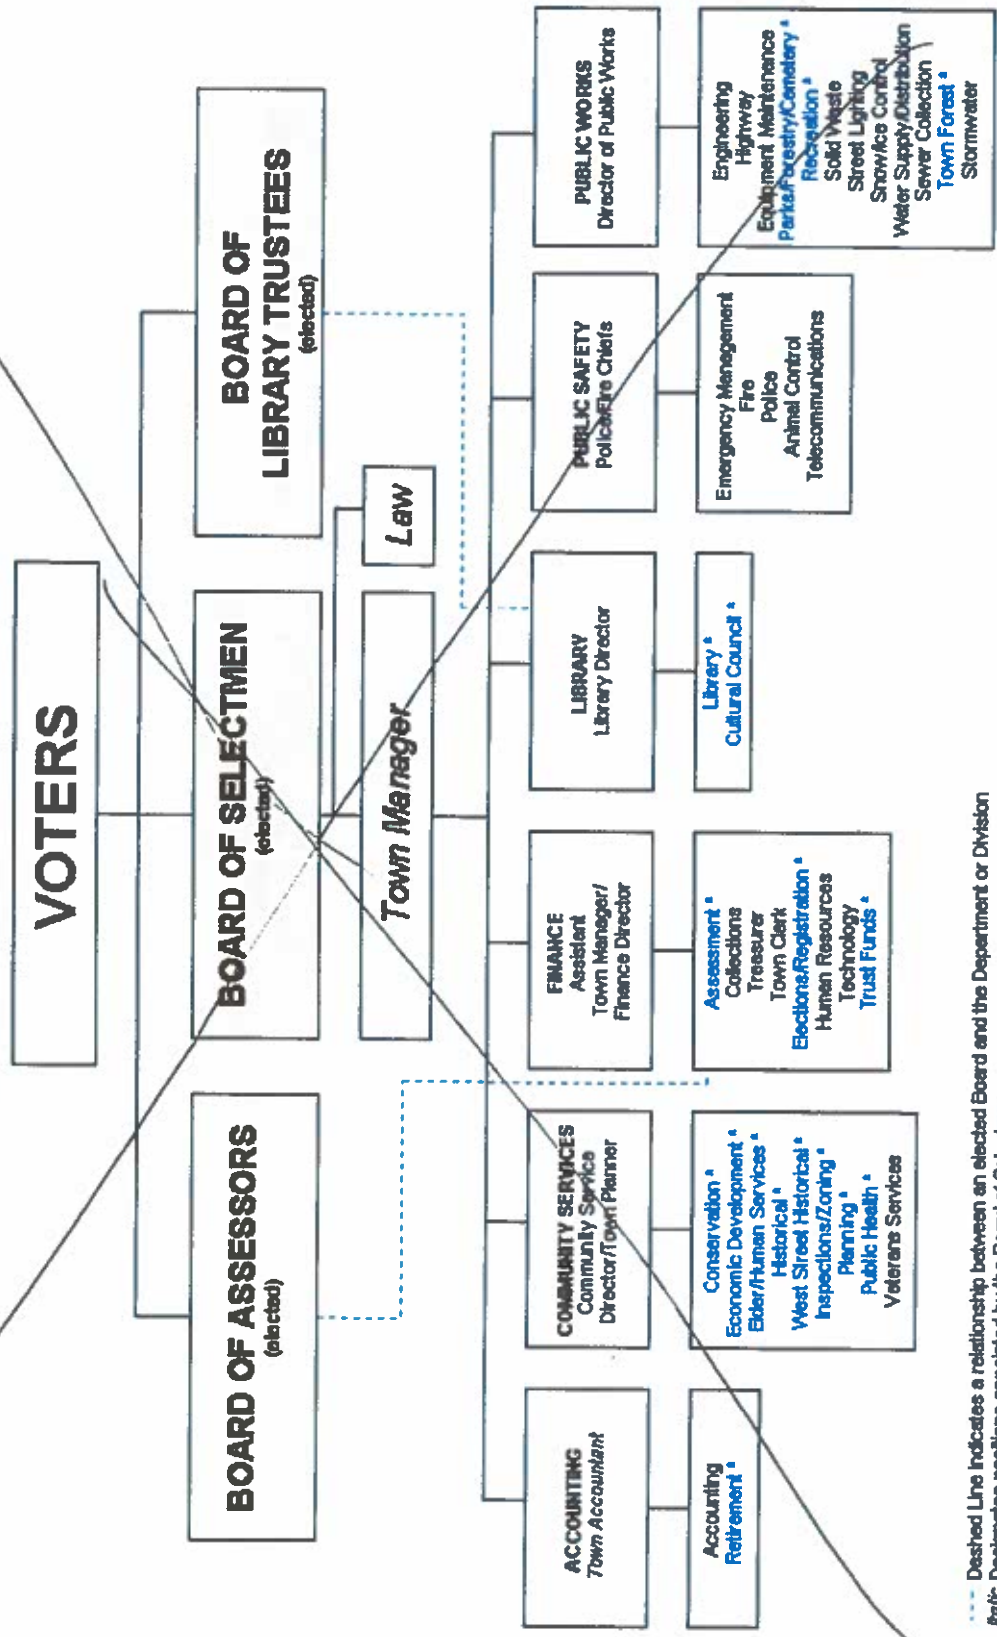 VOTERS
BOARD OF ASSESSORS
(elected)
BOARD OF SELECTMEN
(elected)
BOARD OF
LIBRARY TRUSTEES
(elected)
Town Manager
Law
ACCOUNTING
Town Accountant
COMMUNITY SERVICES
Community Service
Director/Town Planner
FINANCE
Assistant
Town Manager/
Finance Director
LIBRARY
Library Director
PUBLIC SAFETY
Police/Fire Chiefs
PUBLIC WORKS
Director of Public Works
Accounting
Retirement ᵃ
Conservation ᵃ
Economic Development ᵃ
Elder/Human Services ᵃ
Historical ᵃ
West Street Historical ᵃ
Inspections/Zoning ᵃ
Planning ᵃ
Public Health ᵃ
Veterans Services
Assessment ᵃ
Collections
Treasurer
Town Clerk
Elections/Registration ᵃ
Human Resources
Technology
Trust Funds ᵃ
Library ᵃ
Cultural Council ᵃ
Emergency Management
Fire
Police
Animal Control
Telecommunications
Engineering
Highway
Equipment Maintenance
Parks/Forestry/Cemetery ᵃ
Recreation ᵃ
Solid Waste
Street Lighting
Snow/Ice Control
Water Supply/Distribution
Sewer Collection
Town Forest ᵃ
Stormwater
--- Dashed Line indicates a relationship between an elected Board and the Department or Division